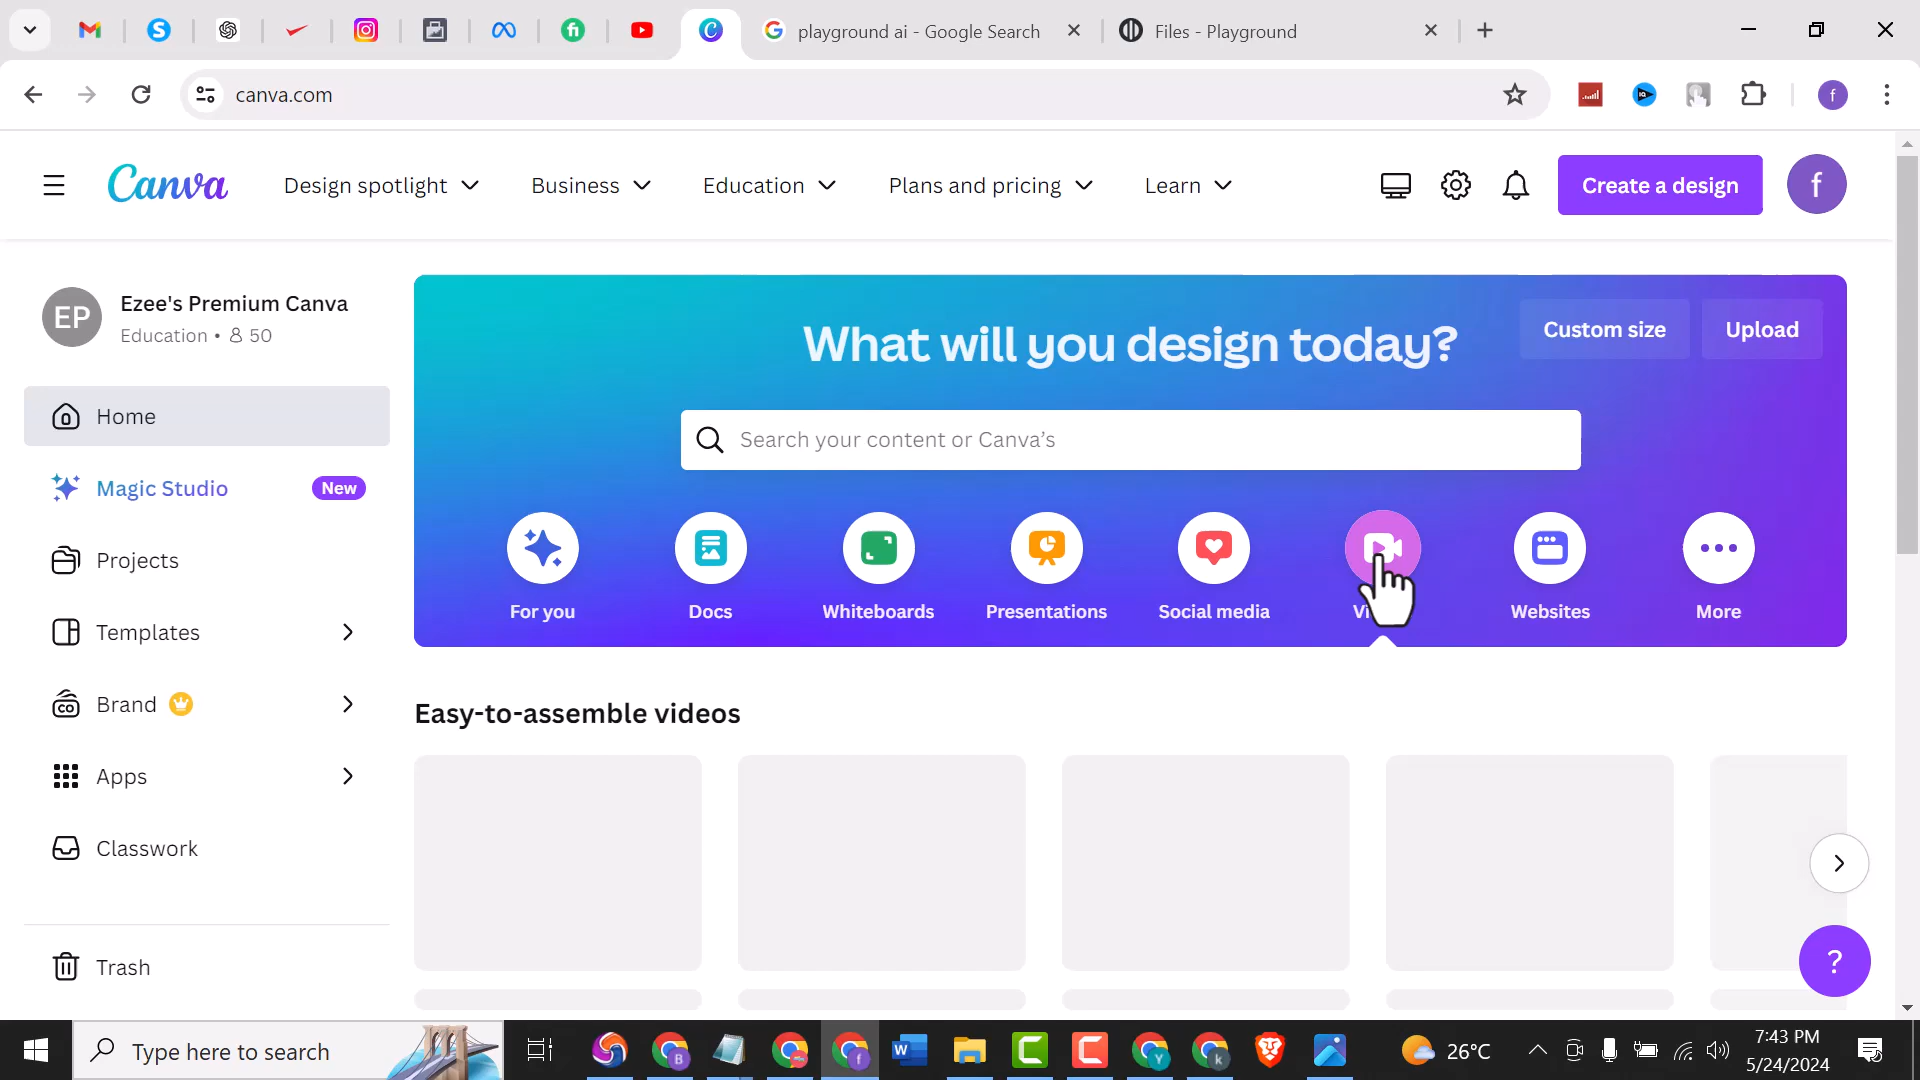 playground ai - Google Search
Files - Playground
canva.com
f
Canva
Design spotlight
Business
Education
Plans and pricing
Learn
Create a design
f
EP
Ezee's Premium Canva
Education • 50
Home
Magic Studio
New
Projects
Templates
Brand
Apps
Classwork
Trash
What will you design today?
Custom size
Upload
Search your content or Canva's
For you
Docs
Whiteboards
Presentations
Social media
Websites
More
Easy-to-assemble videos
?
Type here to search
26°C
7:43 PM
5/24/2024